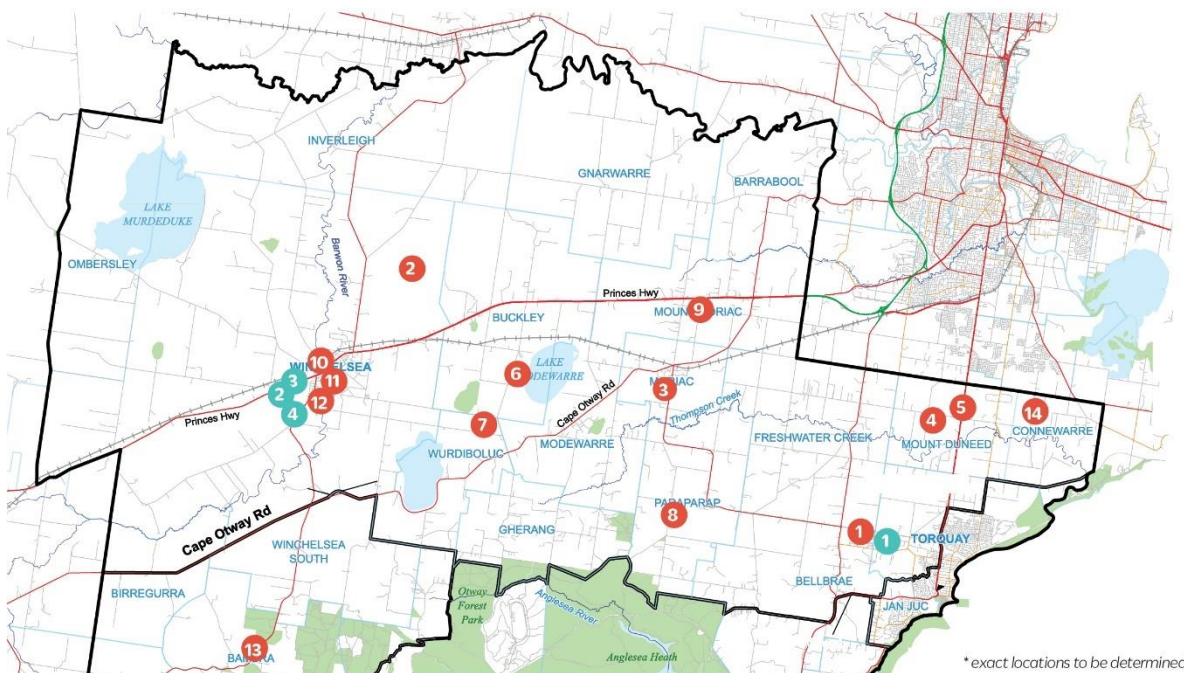 INVERLEIGH
GNARWARRE
BARRABOOL
LAKE
MURDEDUKE
Barwon River
OMBERSLEY
2
Princes Hwy
BUCKLEY
9
10
6
LAKE
3
11
3
2
12
4
Cape Otway Rd
Thompson Creek
4
5
14
CONNEWARRE
Princes Hwy
7
MODEWARRE
FRESHWATER CREEK
MOUNT DUNEED
WURDIBOLUC
PARAPARAP
8
GHERANG
1
1
TORQUAY
Cape Otway Rd
WINCHELSEA
SOUTH
BIRREGURRA
BELLBRAE
JAN JUC
Otway
Forest
Park
Anglesea River
13
Anglesea Heath
*exact locations to be determined